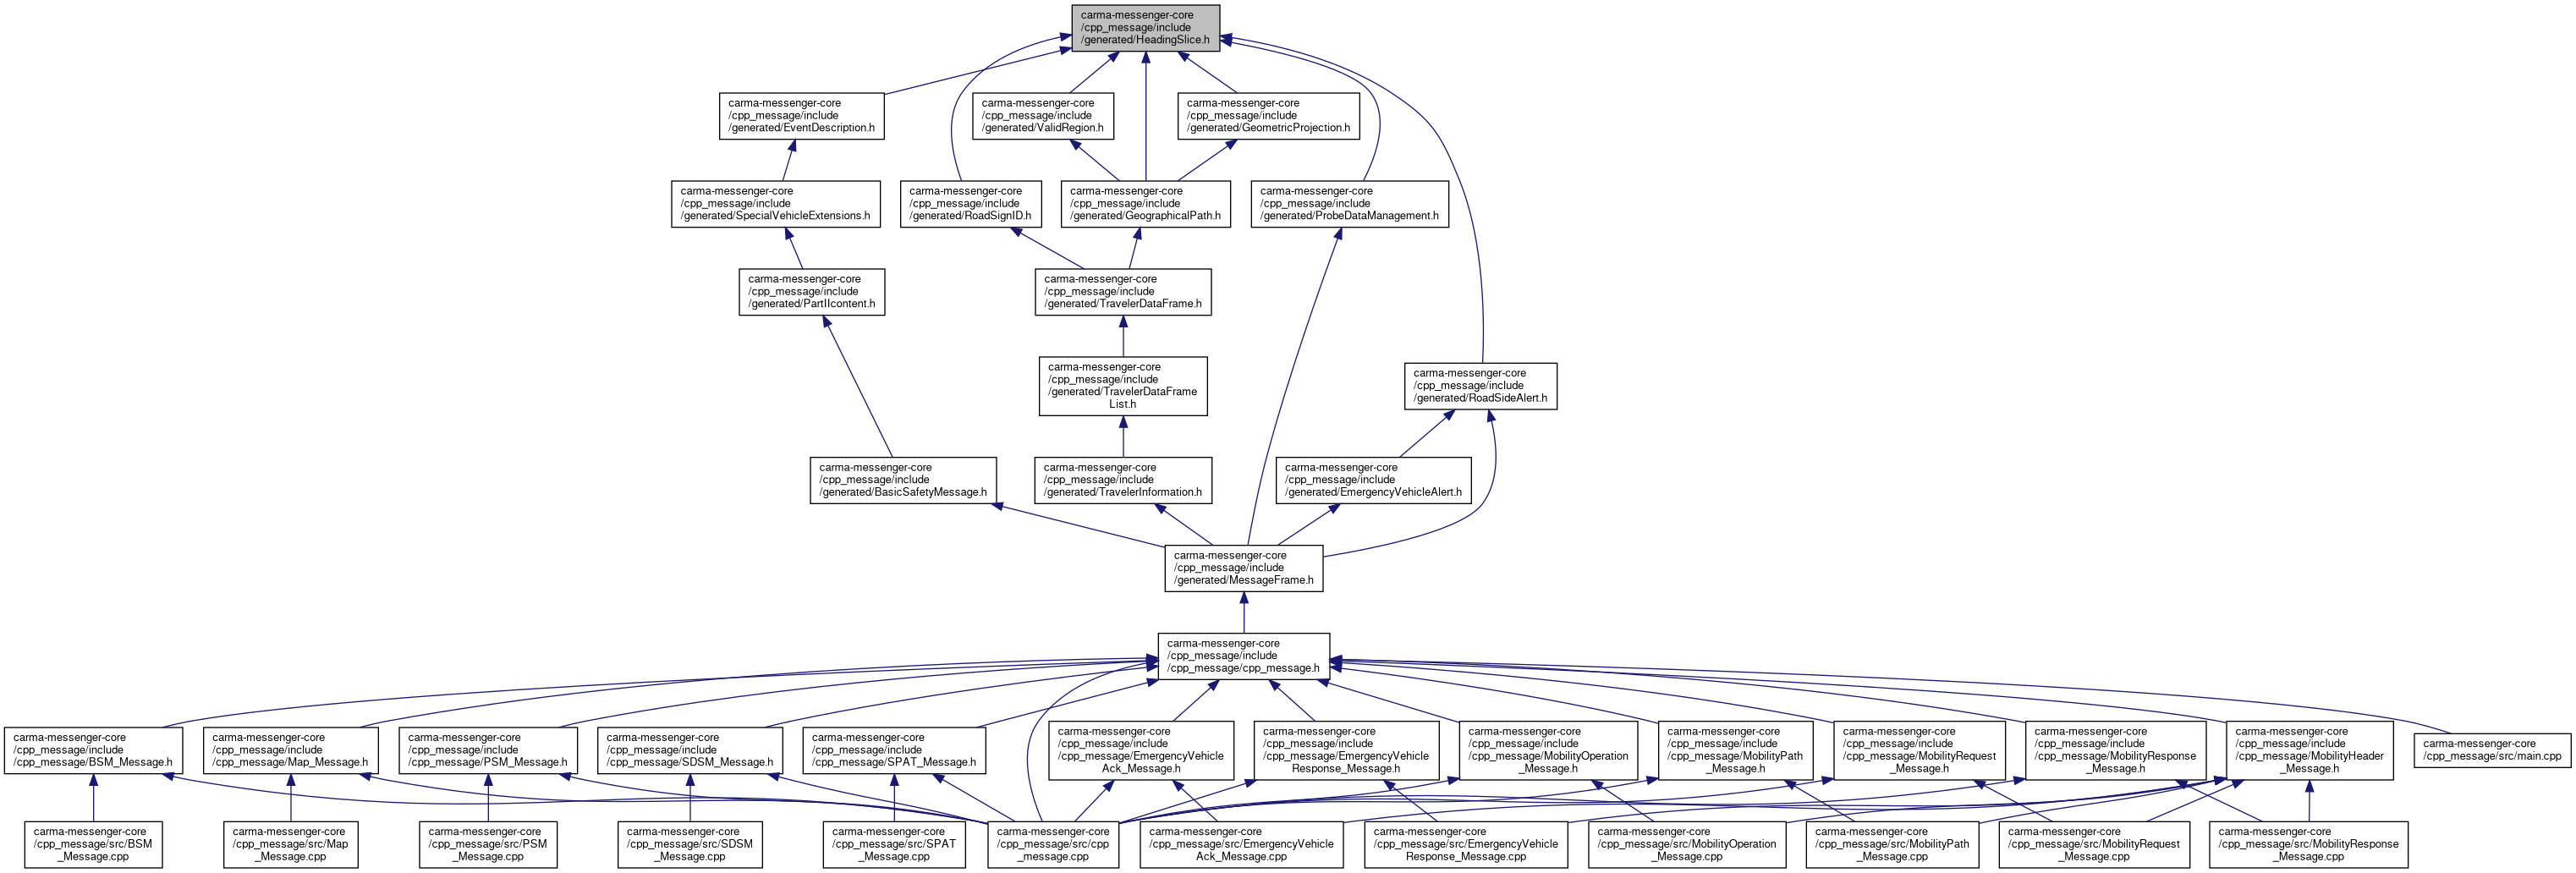 carma-messenger-core
/cpp_message/include
/generated/HeadingSlice.h
carma-messenger-core
/cpp_message/include
/generated/EventDescription.h
carma-messenger-core
/cpp_message/include
/generated/ValidRegion.h
carma-messenger-core
/cpp_message/include
/generated/GeometricProjection.h
carma-messenger-core
/cpp_message/include
/generated/SpecialVehicleExtensions.h
carma-messenger-core
/cpp_message/include
/generated/RoadSignID.h
carma-messenger-core
/cpp_message/include
/generated/GeographicalPath.h
carma-messenger-core
/cpp_message/include
/generated/ProbeDataManagement.h
carma-messenger-core
/cpp_message/include
/generated/PartIIcontent.h
carma-messenger-core
/cpp_message/include
/generated/TravelerDataFrame.h
carma-messenger-core
/cpp_message/include
/generated/TravelerDataFrame
List.h
carma-messenger-core
/cpp_message/include
/generated/RoadSideAlert.h
carma-messenger-core
/cpp_message/include
/generated/BasicSafetyMessage.h
carma-messenger-core
/cpp_message/include
/generated/TravelerInformation.h
carma-messenger-core
/cpp_message/include
/generated/EmergencyVehicleAlert.h
carma-messenger-core
/cpp_message/include
/generated/MessageFrame.h
carma-messenger-core
/cpp_message/include
/cpp_message/cpp_message.h
carma-messenger-core
/cpp_message/include
/cpp_message/BSM_Message.h
carma-messenger-core
/cpp_message/include
/cpp_message/Map_Message.h
carma-messenger-core
/cpp_message/include
/cpp_message/PSM_Message.h
carma-messenger-core
/cpp_message/include
/cpp_message/SDSM_Message.h
carma-messenger-core
/cpp_message/include
/cpp_message/SPAT_Message.h
carma-messenger-core
/cpp_message/include
/cpp_message/EmergencyVehicle
Ack_Message.h
carma-messenger-core
/cpp_message/include
/cpp_message/EmergencyVehicle
Response_Message.h
carma-messenger-core
/cpp_message/include
/cpp_message/MobilityOperation
_Message.h
carma-messenger-core
/cpp_message/include
/cpp_message/MobilityPath
_Message.h
carma-messenger-core
/cpp_message/include
/cpp_message/MobilityRequest
_Message.h
carma-messenger-core
/cpp_message/include
/cpp_message/MobilityResponse
_Message.h
carma-messenger-core
/cpp_message/include
/cpp_message/MobilityHeader
_Message.h
carma-messenger-core
/cpp_message/src/main.cpp
carma-messenger-core
/cpp_message/src/BSM
_Message.cpp
carma-messenger-core
/cpp_message/src/Map
_Message.cpp
carma-messenger-core
/cpp_message/src/PSM
_Message.cpp
carma-messenger-core
/cpp_message/src/SDSM
_Message.cpp
carma-messenger-core
/cpp_message/src/SPAT
_Message.cpp
carma-messenger-core
/cpp_message/src/cpp
_message.cpp
carma-messenger-core
/cpp_message/src/EmergencyVehicle
Ack_Message.cpp
carma-messenger-core
/cpp_message/src/EmergencyVehicle
Response_Message.cpp
carma-messenger-core
/cpp_message/src/MobilityOperation
_Message.cpp
carma-messenger-core
/cpp_message/src/MobilityPath
_Message.cpp
carma-messenger-core
/cpp_message/src/MobilityRequest
_Message.cpp
carma-messenger-core
/cpp_message/src/MobilityResponse
_Message.cpp